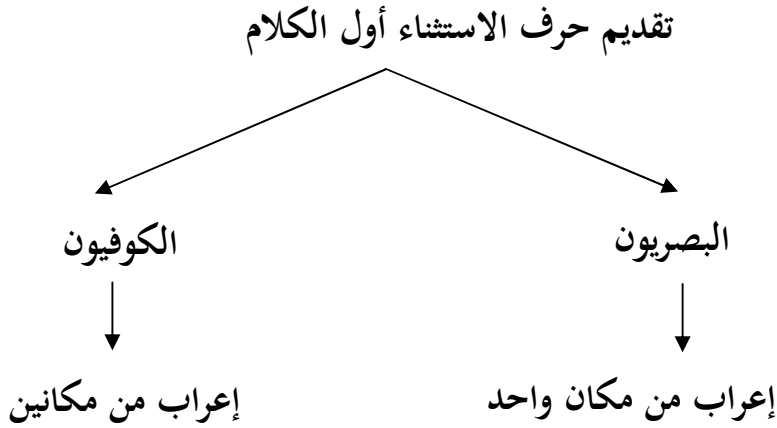 تقديم حرف الاستثناء أول الكلام
البصريون
الكوفيون
إعراب من مكان واحد
إعراب من مكانين